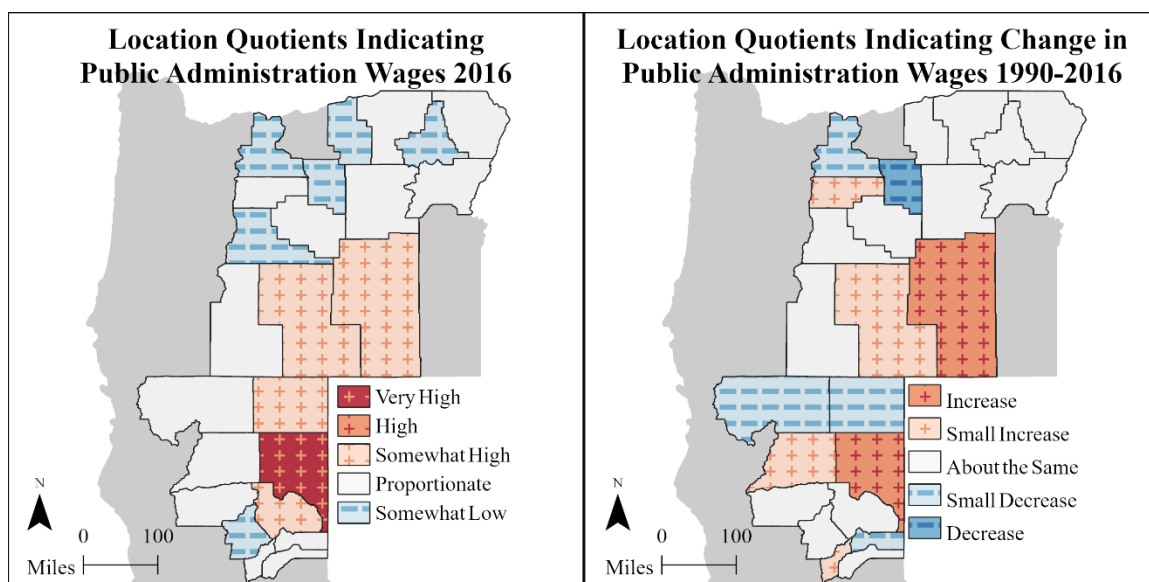 Location Quotients Indicating
Public Administration Wages 2016
Very High
High
Somewhat High
Proportionate
Somewhat Low
N
0 100
Miles
Location Quotients Indicating Change in
Public Administration Wages 1990-2016
Increase
Small Increase
About the Same
Small Decrease
Decrease
N
0 100
Miles